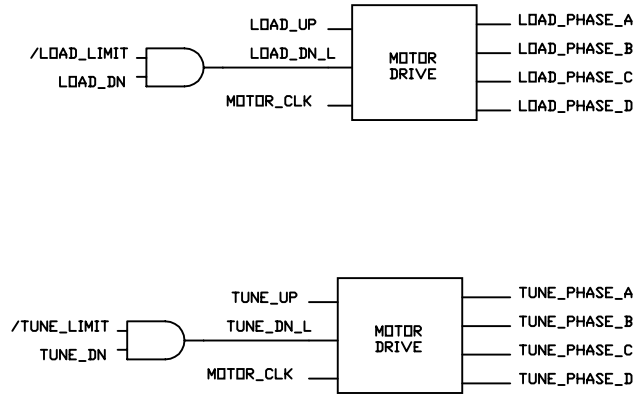 LOAD_UP
/LOAD_LIMIT
LOAD_DN
LOAD_DN_L
MOTOR_CLK
MOTOR
DRIVE
LOAD_PHASE_A
LOAD_PHASE_B
LOAD_PHASE_C
LOAD_PHASE_D
TUNE_UP
/TUNE_LIMIT
TUNE_DN
TUNE_DN_L
MOTOR_CLK
MOTOR
DRIVE
TUNE_PHASE_A
TUNE_PHASE_B
TUNE_PHASE_C
TUNE_PHASE_D